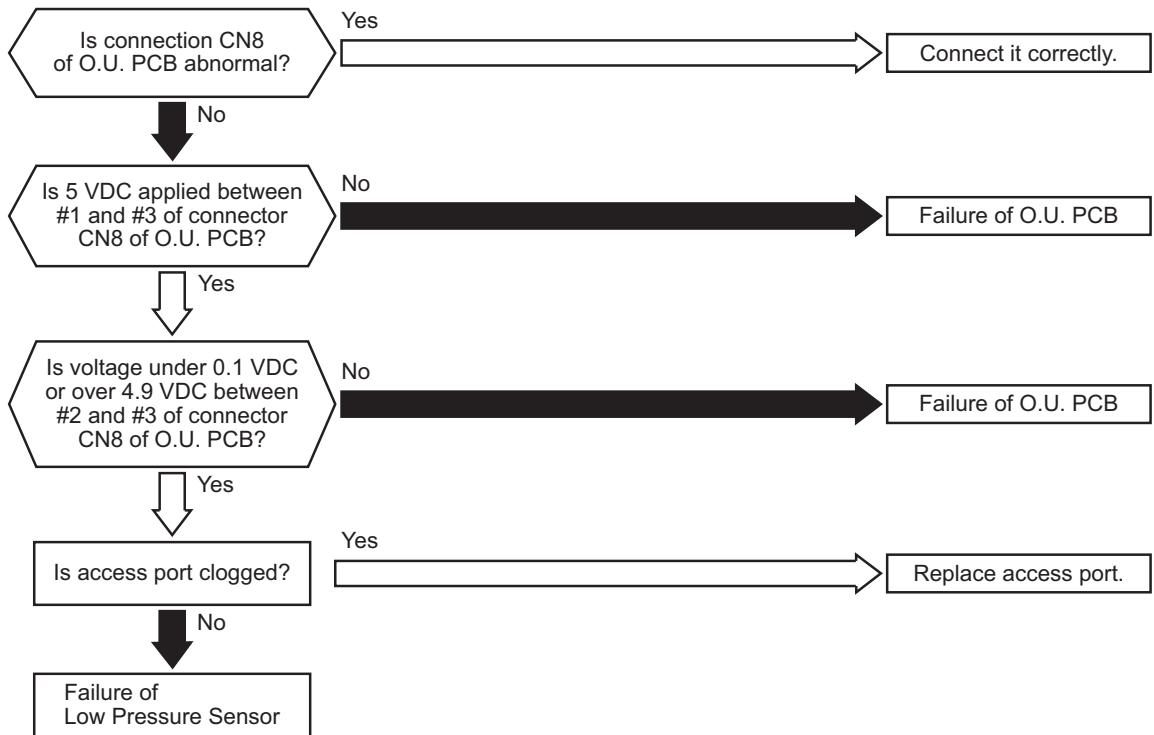 Is connection CN8
of O.U. PCB abnormal?
Yes
Connect it correctly.
No
Is 5 VDC applied between
#1 and #3 of connector
CN8 of O.U. PCB?
No
Failure of O.U. PCB
Yes
Is voltage under 0.1 VDC
or over 4.9 VDC between
#2 and #3 of connector
CN8 of O.U. PCB?
No
Failure of O.U. PCB
Yes
Is access port clogged?
Yes
Replace access port.
No
Failure of
Low Pressure Sensor